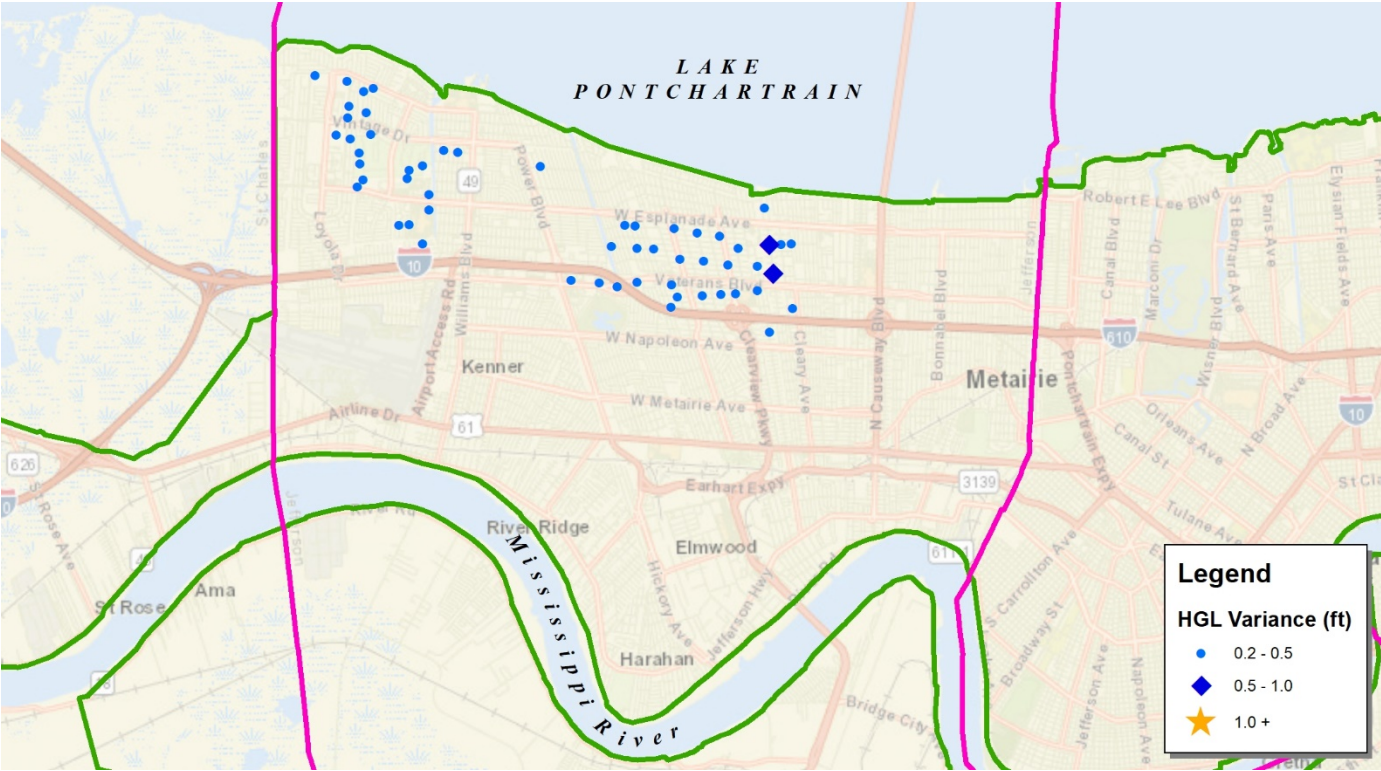 LAKE
PONTCHARTRAIN
Vintage Dr
St Charles
Loyola Dr
49
Power Blvd
10
Williams Blvd
Airport Access Rd
W Esplanade Ave
Veterans Blvd
W Napoleon Ave
Clearview Pkwy
Cleary Ave
N Causeway Blvd
Bonnabel Blvd
Jefferson
Robert E Lee Blvd
Canal Blvd
Marconi Dr
St Bernard Ave
Paris Ave
Elysian Fields Ave
Wisner Blvd
610
Kenner
Metairie
W Metairie Ave
Airline Dr
61
Pontchartrain Expy
Orleans Ave
Canal St
N Broad Ave
10
626
St Rose Ave
Earhart Expy
3139
Tulane Ave
Jefferson
River Rd
River Ridge
Elmwood
Mississippi River
Hickory Ave
Jefferson Hwy
Harahan
Ama
St Rose
S Carrollton Ave
Broadway St
Jefferson Ave
Napoleon Ave
Bridge City Ave
Legend
HGL Variance (ft)
0.2 - 0.5
0.5 - 1.0
1.0 +